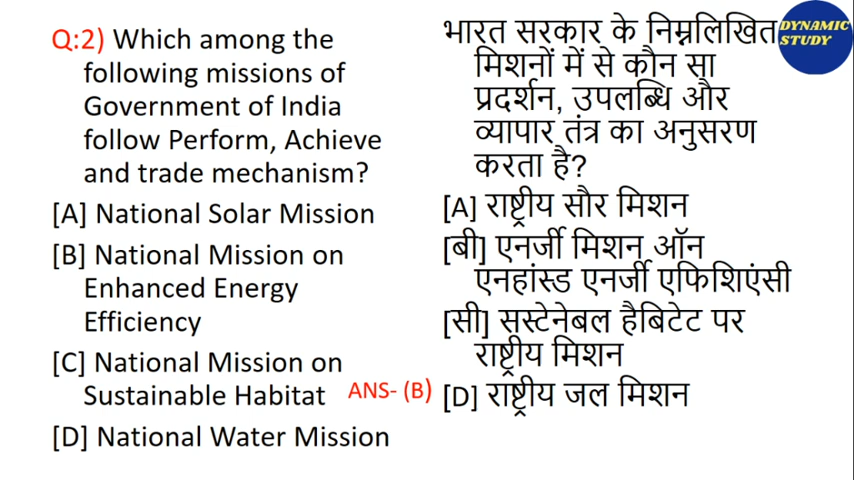 Q:2) Which among the
following missions of
Government of India
follow Perform, Achieve
and trade mechanism?
[A] National Solar Mission
[B] National Mission on
Enhanced Energy
Efficiency
[C] National Mission on
Sustainable Habitat
ANS- (B)
[D] National Water Mission
भारत सरकार के निम्नलिखित
मिशनों में से कौन सा
प्रदर्शन, उपलब्धि और
व्यापार तंत्र का अनुसरण
करता है?
[A] राष्ट्रीय सौर मिशन
[बी] एनर्जी मिशन ऑन
एनहांस्ड एनर्जी एफिशिएंसी
[सी] सस्टेनेबल हैबिटेट पर
राष्ट्रीय मिशन
[D] राष्ट्रीय जल मिशन
DYNAMIC
STUDY